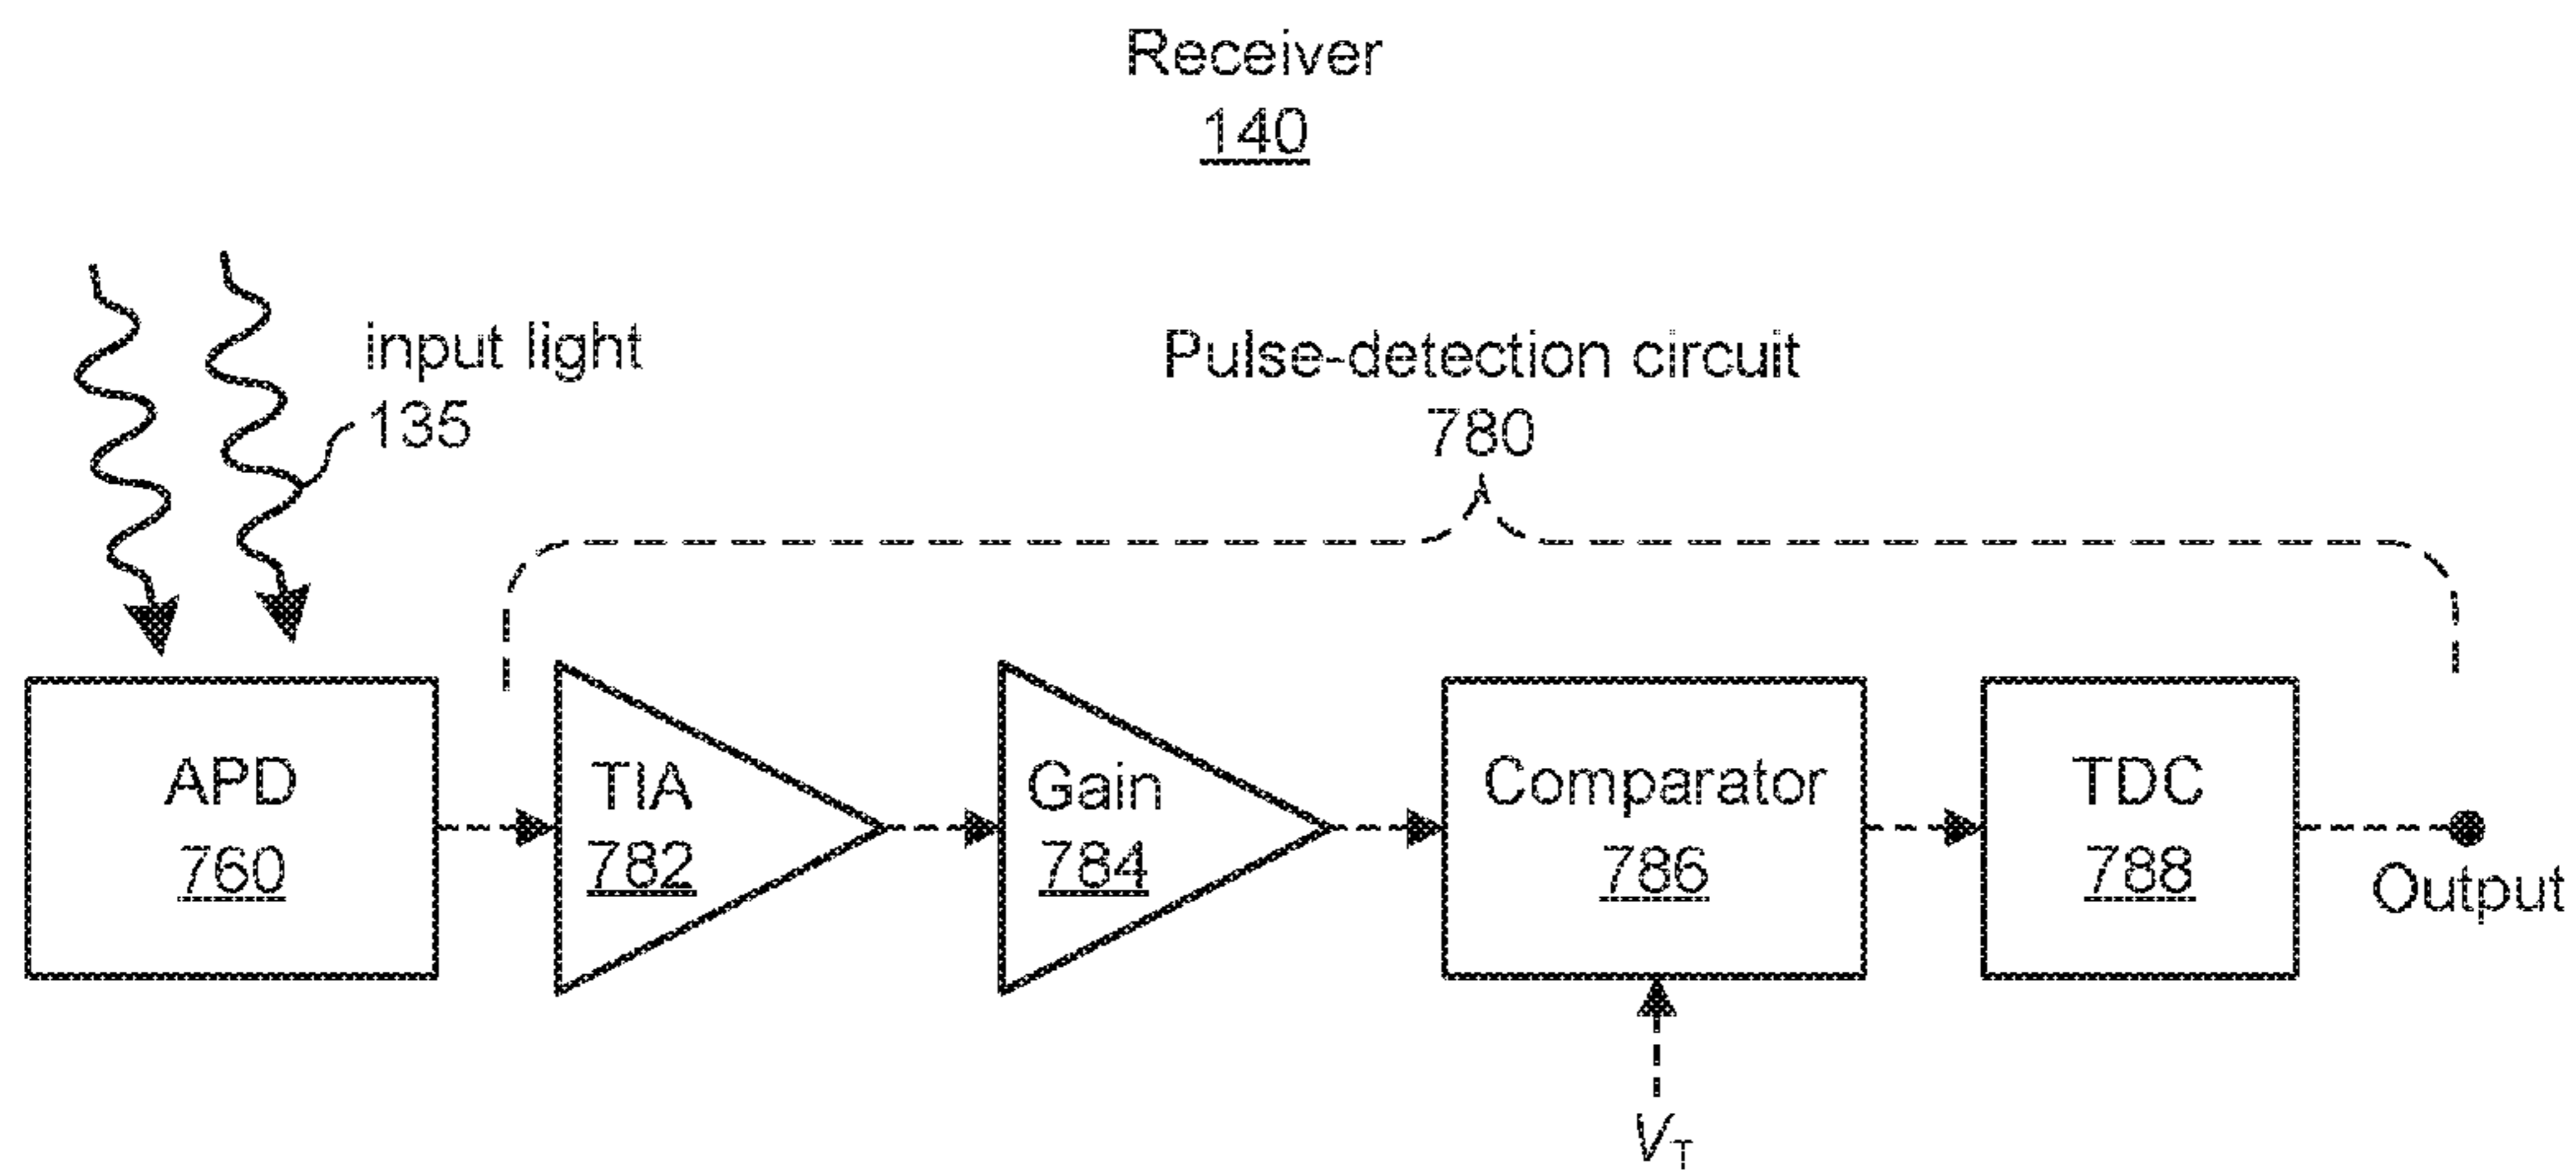 Receiver
140
input light
135
Pulse-detection circuit
780
APD
760
TIA
782
Gain
784
Comparator
786
TDC
788
Output
VT